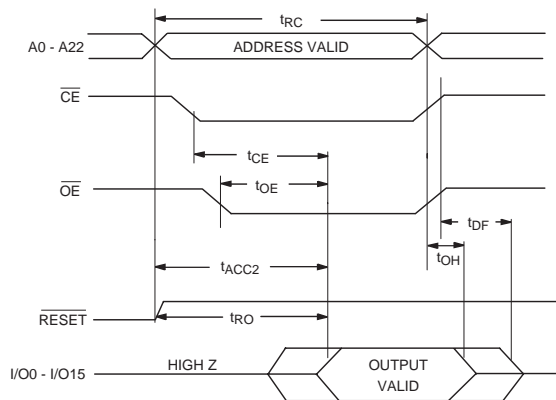 tRC
A0 - A22
ADDRESS VALID
CE
tCE
tOE
OE
tDF
tOH
tACC2
RESET
tRO
I/O0 - I/O15
HIGH Z
OUTPUT
VALID